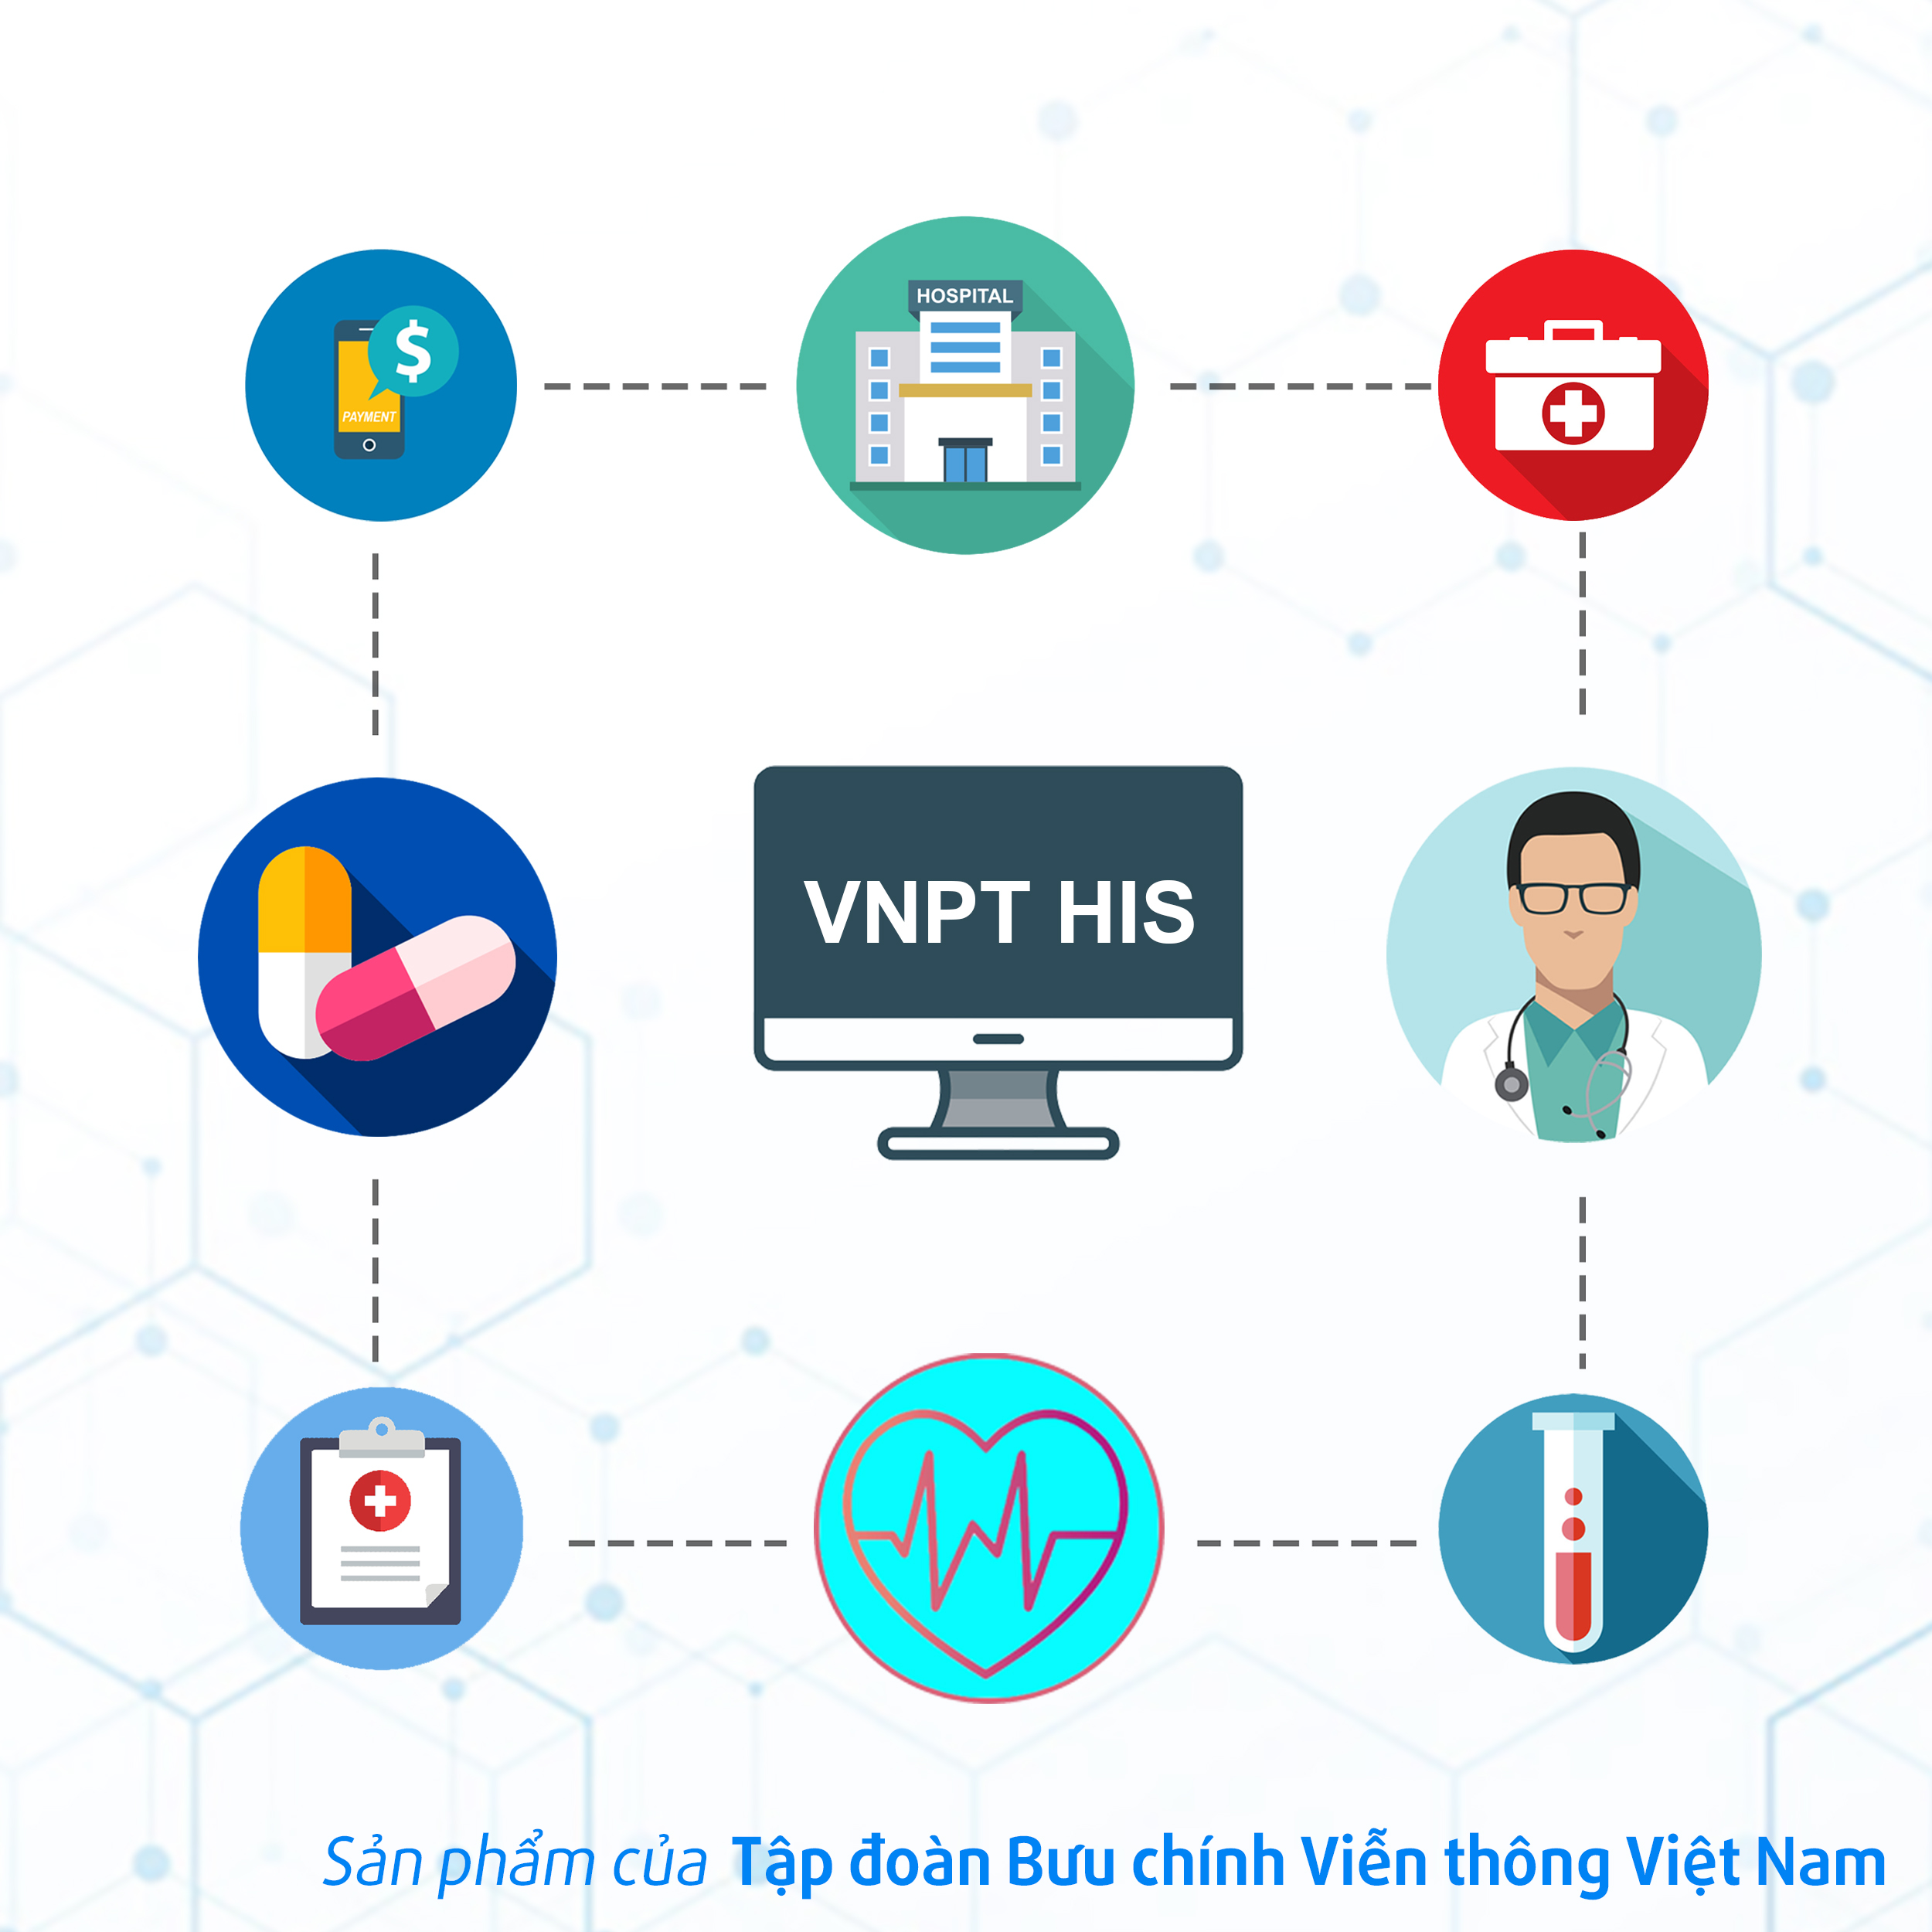 HOSPITAL
$
PAYMENT
VNPT HIS
Sản phẩm của Tập đoàn Bưu chính Viễn thông Việt Nam